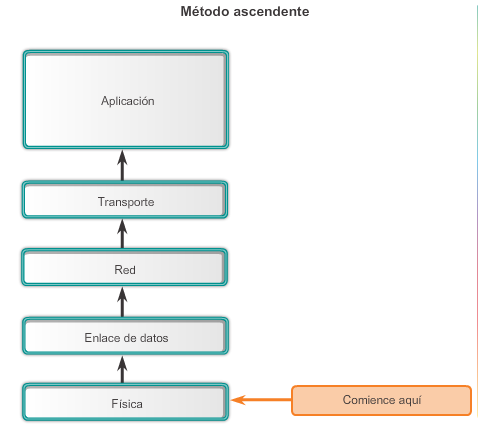 Método ascendente
Aplicación
Transporte
Red
Enlace de datos
Física
Comience aquí